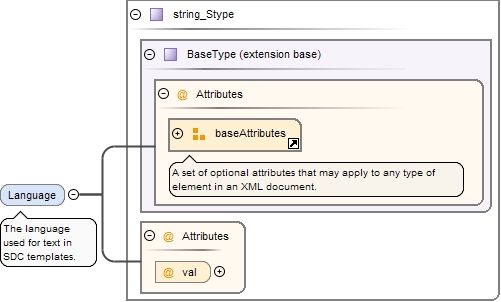 string_Stype
BaseType (extension base)
@ Attributes
baseAttributes
A set of optional attributes that may apply to any type of
element in an XML document.
Language
The language
used for text in
SDC templates.
@ Attributes
@ val